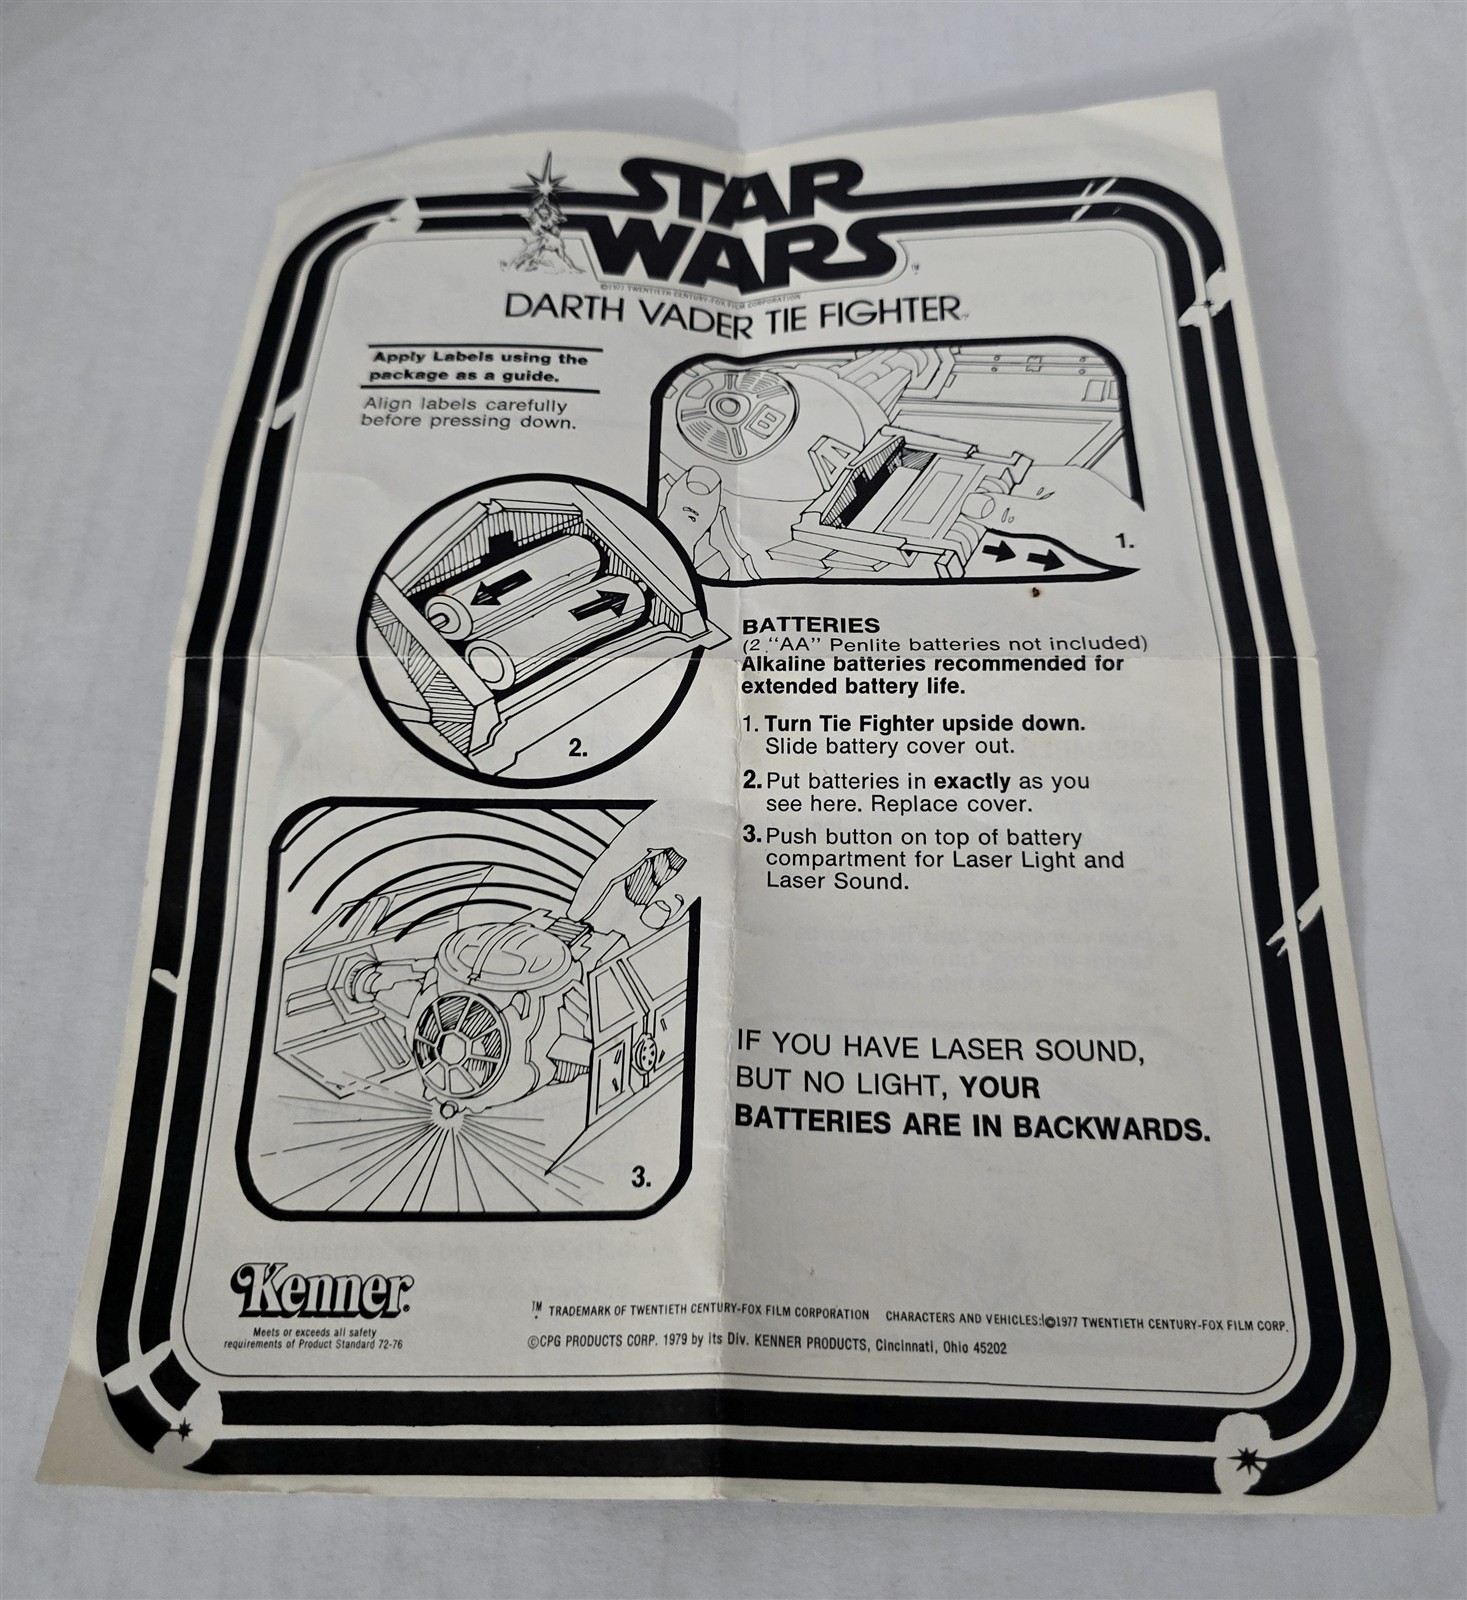 STAR
WARS
TM
TM
©1977 TWENTIETH CENTURY-FOX FILM CORPORATION
DARTH VADER TIE FIGHTER TM
Apply Labels using the
package as a guide.
Align labels carefully
before pressing down.
1.
2.
BATTERIES
(2 "AA" Penlite batteries not included)
Alkaline batteries recommended for
extended battery life.
1. Turn Tie Fighter upside down.
Slide battery cover out.
2. Put batteries in exactly as you
see here. Replace cover.
3. Push button on top of battery
compartment for Laser Light and
Laser Sound.
3.
IF YOU HAVE LASER SOUND,
BUT NO LIGHT, YOUR
BATTERIES ARE IN BACKWARDS.
Kenner
Meets or exceeds all safety
requirements of Product Standard 72-76
TM TRADEMARK OF TWENTIETH CENTURY-FOX FILM CORPORATION CHARACTERS AND VEHICLES: ©1977 TWENTIETH CENTURY-FOX FILM CORP.
©CPG PRODUCTS CORP. 1979 by its Div. KENNER PRODUCTS, Cincinnati, Ohio 45202